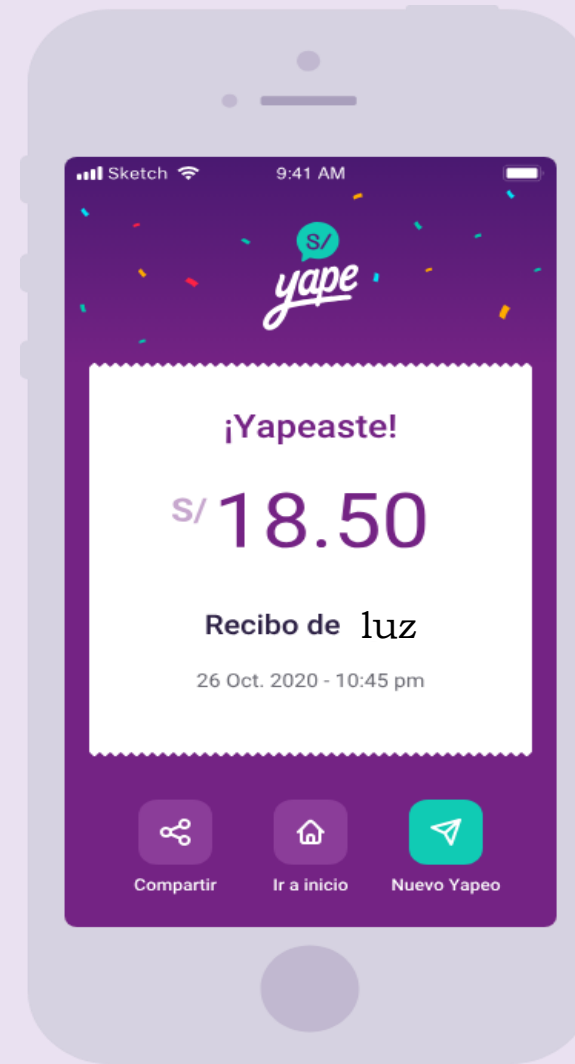 Sketch 9:41 AM
S/
yape
¡Yapeaste!
S/ 18.50
Recibo de luz
26 Oct. 2020 - 10:45 pm
Compartir Ir a inicio Nuevo Yapeo